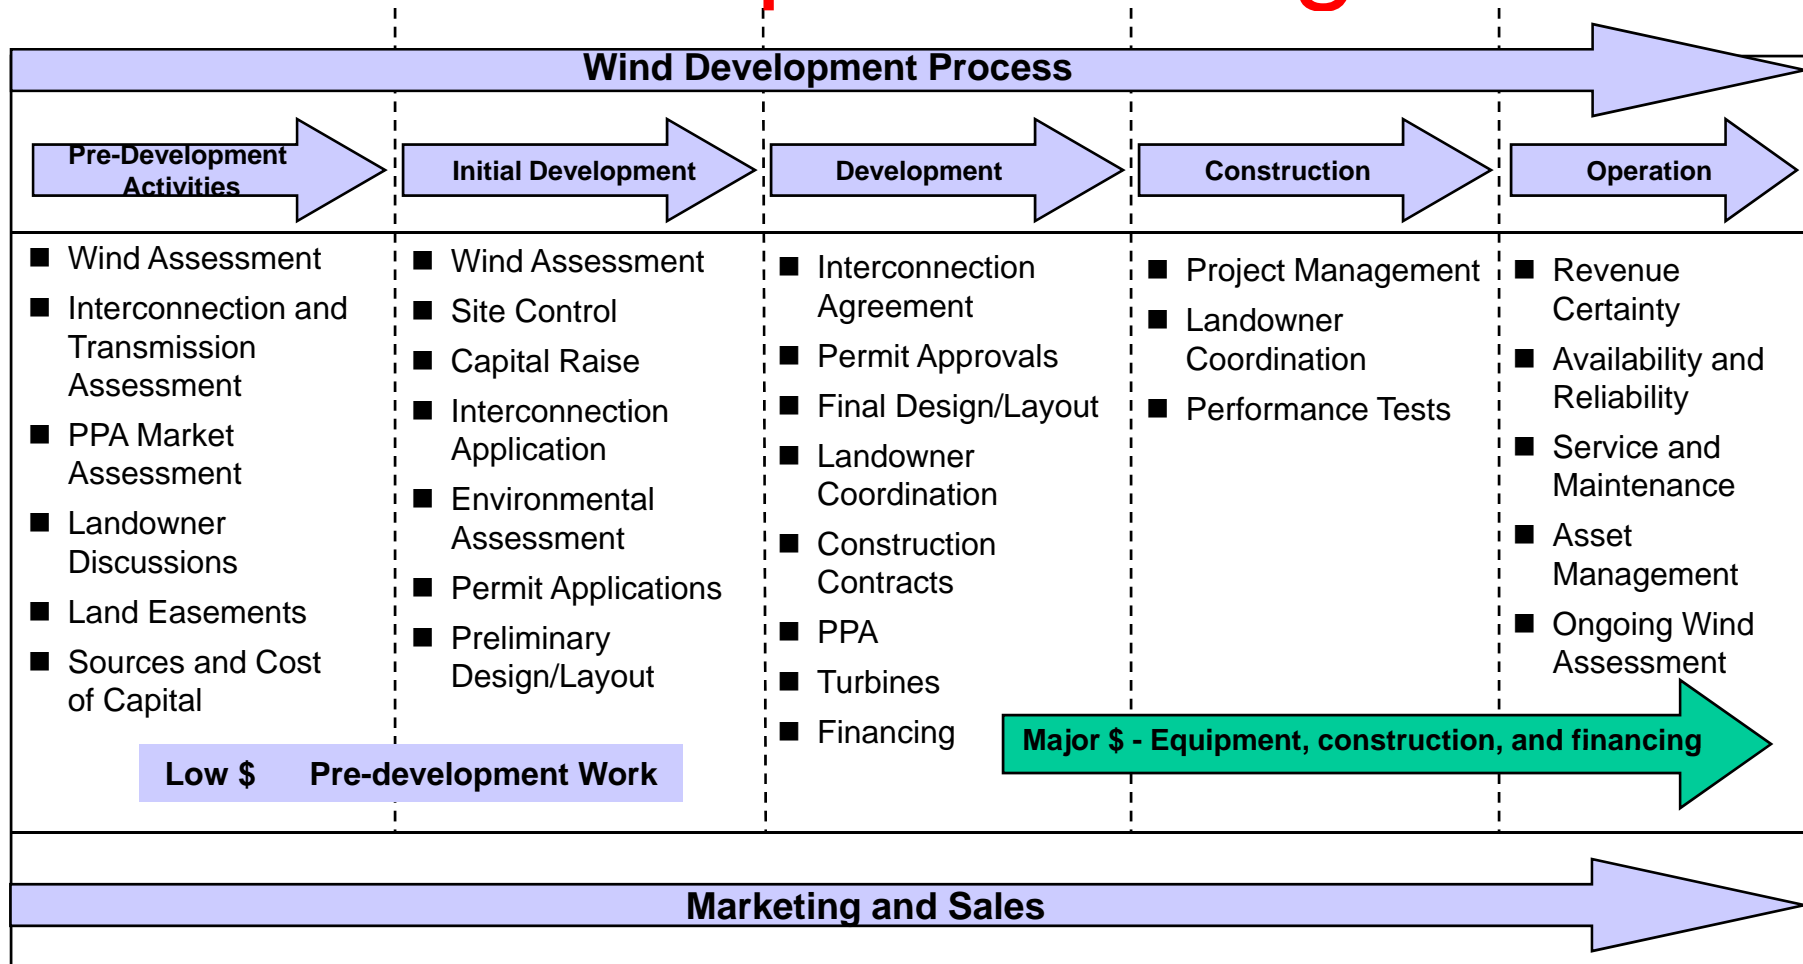 Wind Development Process
Pre-Development
Activities
Initial Development
Development
Construction
Operation
Wind Assessment
Interconnection and
Transmission
Assessment
PPA Market
Assessment
Landowner
Discussions
Land Easements
Sources and Cost
of Capital
Wind Assessment
Site Control
Capital Raise
Interconnection
Application
Environmental
Assessment
Permit Applications
Preliminary
Design/Layout
Interconnection
Agreement
Permit Approvals
Final Design/Layout
Landowner
Coordination
Construction
Contracts
PPA
Turbines
Financing
Project Management
Landowner
Coordination
Performance Tests
Revenue
Certainty
Availability and
Reliability
Service and
Maintenance
Asset
Management
Ongoing Wind
Assessment
Low $ Pre-development Work
Major $ - Equipment, construction, and financing
Marketing and Sales